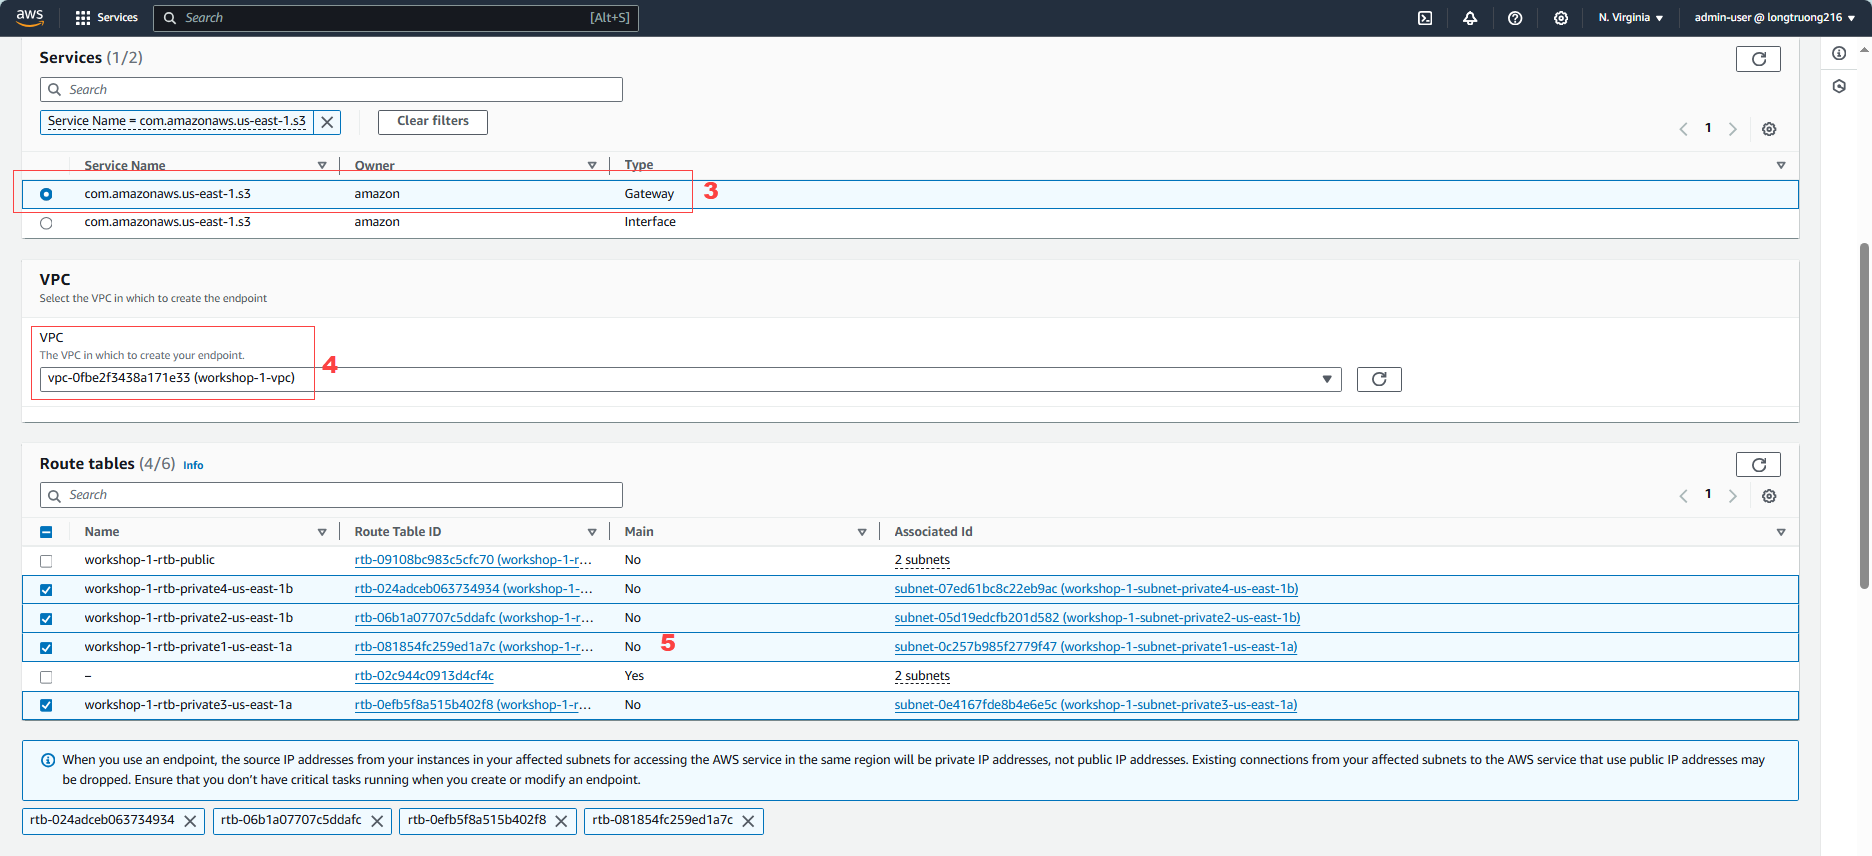 aws
Services
Search
[Alt+S]
N. Virginia
admin-user @ longtruong216
Services (1/2)
Search
Service Name = com.amazonaws.us-east-1.s3
Clear filters
1
Service Name Owner Type
com.amazonaws.us-east-1.s3 amazon Gateway
3
com.amazonaws.us-east-1.s3 amazon Interface
VPC
Select the VPC in which to create the endpoint
VPC
The VPC in which to create your endpoint.
4
vpc-0fbe2f3438a171e33 (workshop-1-vpc)
Route tables (4/6) Info
Search
1
Name Route Table ID Main Associated Id
workshop-1-rtb-public rtb-09108bc983c5cfc70 (workshop-1-r... No 2 subnets
workshop-1-rtb-private4-us-east-1b rtb-024adceb063734934 (workshop-1-... No subnet-07ed61bc8c22eb9ac (workshop-1-subnet-private4-us-east-1b)
workshop-1-rtb-private2-us-east-1b rtb-06b1a07707c5ddafc (workshop-1-r... No subnet-05d19edcfb201d582 (workshop-1-subnet-private2-us-east-1b)
workshop-1-rtb-private1-us-east-1a rtb-081854fc259ed1a7c (workshop-1-r... No subnet-0c257b985f2779f47 (workshop-1-subnet-private1-us-east-1a)
5
– rtb-02c944c0913d4cf4c Yes 2 subnets
workshop-1-rtb-private3-us-east-1a rtb-0efb5f8a515b402f8 (workshop-1-r... No subnet-0e4167fde8b4e6e5c (workshop-1-subnet-private3-us-east-1a)
When you use an endpoint, the source IP addresses from your instances in your affected subnets for accessing the AWS service in the same region will be private IP addresses, not public IP addresses. Existing connections from your affected subnets to the AWS service that use public IP addresses may
be dropped. Ensure that you don't have critical tasks running when you create or modify an endpoint.
rtb-024adceb063734934 rtb-06b1a07707c5ddafc rtb-0efb5f8a515b402f8 rtb-081854fc259ed1a7c